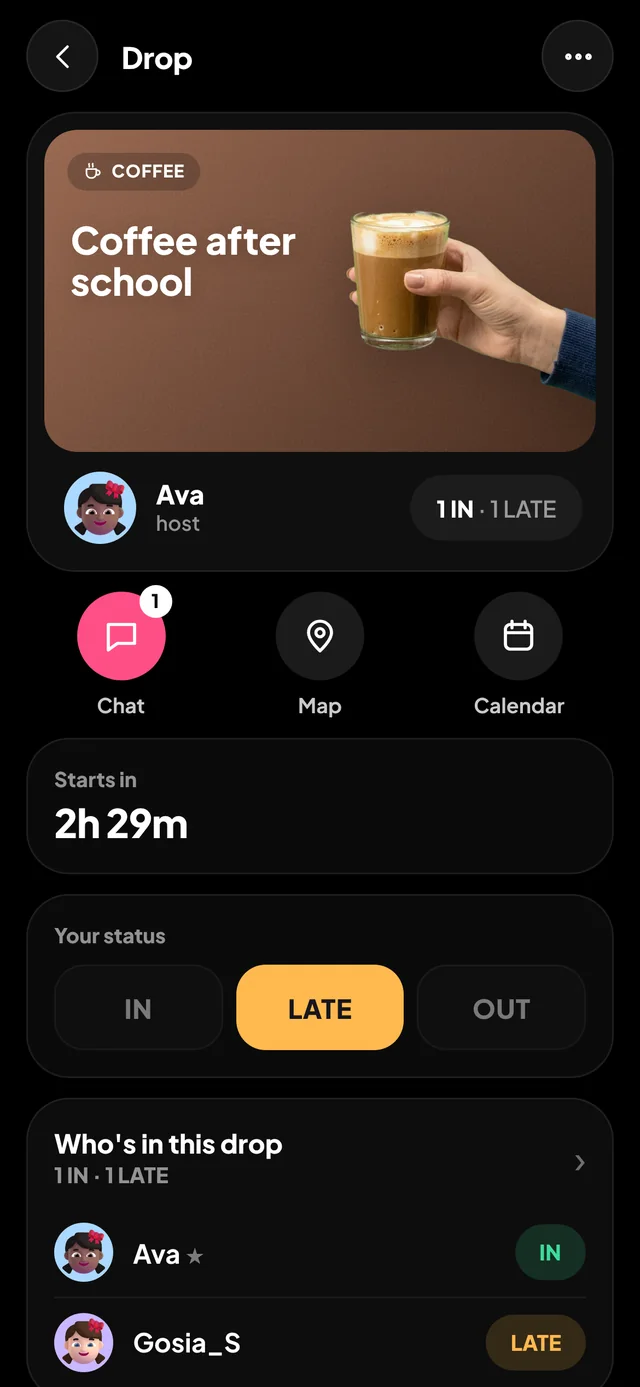 Drop
COFFEE
Coffee after
school
Ava
host
1 IN · 1 LATE
1
Chat
Map
Calendar
Starts in
2h 29m
Your status
IN
LATE
OUT
Who's in this drop
1 IN · 1 LATE
Ava ★
IN
Gosia_S
LATE